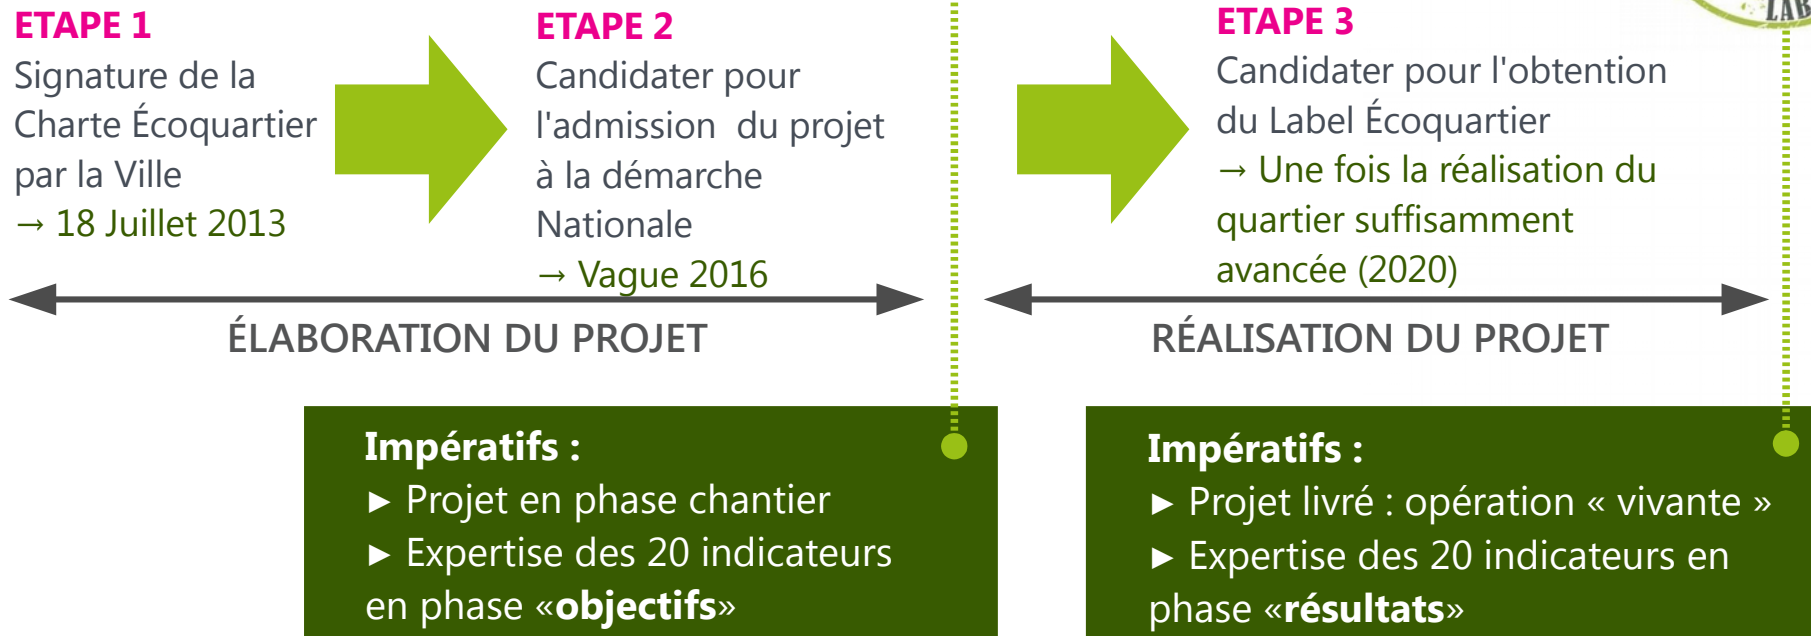 ETAPE 1
Signature de la
Charte Écoquartier
par la Ville
→ 18 Juillet 2013
ETAPE 2
Candidater pour
l'admission du projet
à la démarche
Nationale
→ Vague 2016
ETAPE 3
Candidater pour l'obtention
du Label Écoquartier
→ Une fois la réalisation du
quartier suffisamment
avancée (2020)
ÉLABORATION DU PROJET
RÉALISATION DU PROJET
Impératifs :
► Projet en phase chantier
► Expertise des 20 indicateurs
en phase «objectifs»
Impératifs :
► Projet livré : opération « vivante »
► Expertise des 20 indicateurs en
phase «résultats»